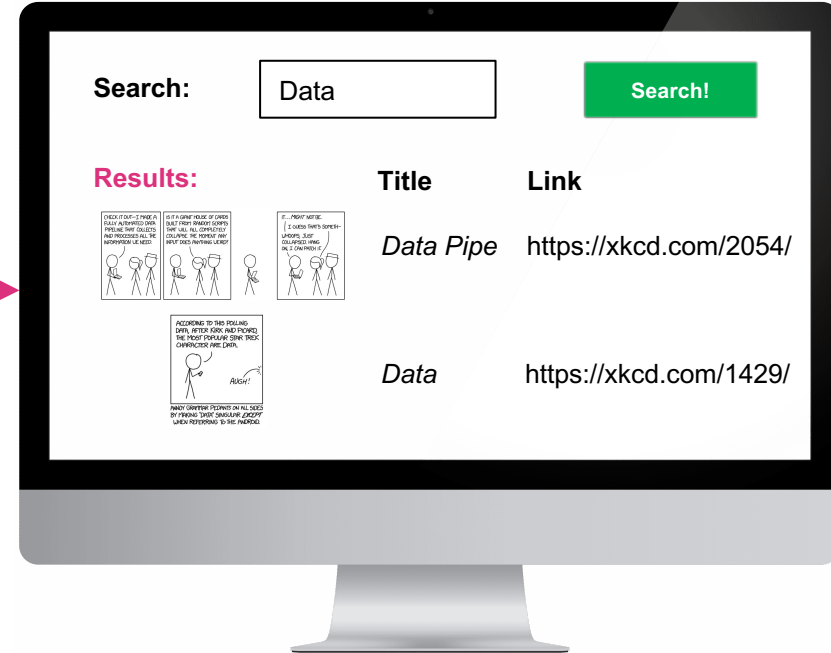 Search:
Data
Search!
Results:
Title
Link
CHECK IT OUT—I MADE A
FULLY AUTOMATED DATA
PIPELINE THAT COLLECTS
AND PROCESSES ALL THE
INFORMATION WE NEED.
IS IT A GIANT HOUSE OF CARDS
BUILT FROM RANDOM SCRIPTS
THAT WILL ALL COMPLETELY
COLLAPSE THE MOMENT ANY
INPUT DOES ANYTHING WEIRD?
IT... MIGHT NOT BE.
I GUESS THAT'S SOMETH-
WHOOPS, JUST
COLLAPSED. HANG
ON, I CAN PATCH IT.
Data Pipe
https://xkcd.com/2054/
ACCORDING TO THIS POLLING
DATA, AFTER KIRK AND PICARD,
THE MOST POPULAR STAR TREK
CHARACTER ARE DATA.
AUGH!
ANNOY GRAMMAR PEDANTS ON ALL SIDES
BY MAKING "DATA" SINGULAR EXCEPT
WHEN REFERRING TO THE ANDROID.
Data
https://xkcd.com/1429/